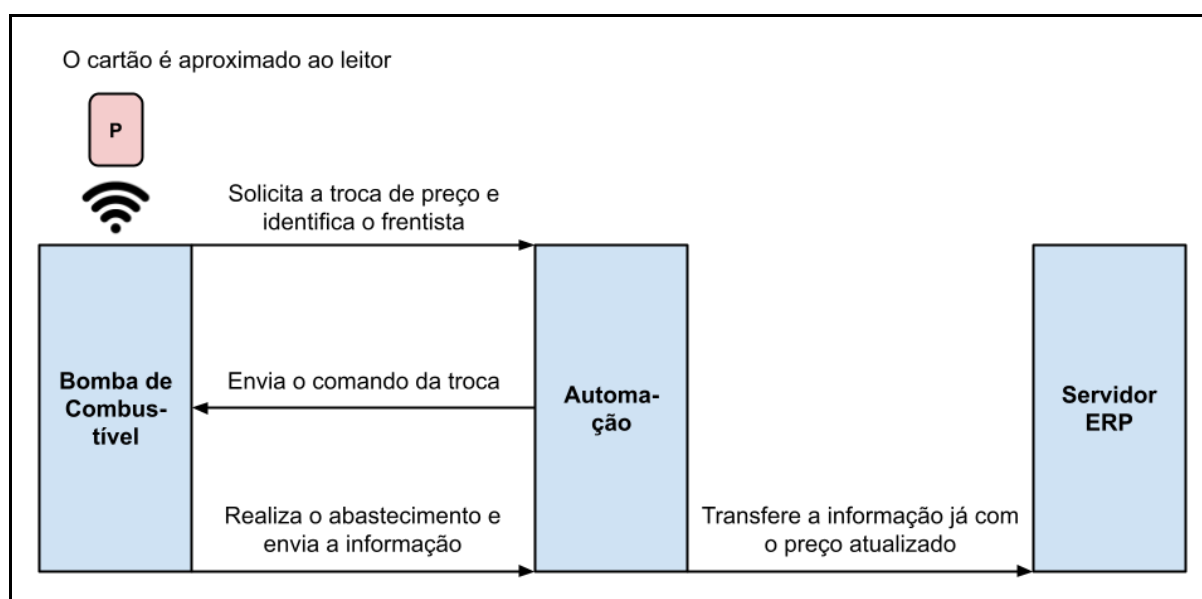 O cartão é aproximado ao leitor
P
Solicita a troca de preço e
identifica o frentista
Bomba de
Combus-
tível
Envia o comando da troca
Automa-
ção
Servidor
ERP
Realiza o abastecimento e
envia a informação
Transfere a informação já com
o preço atualizado